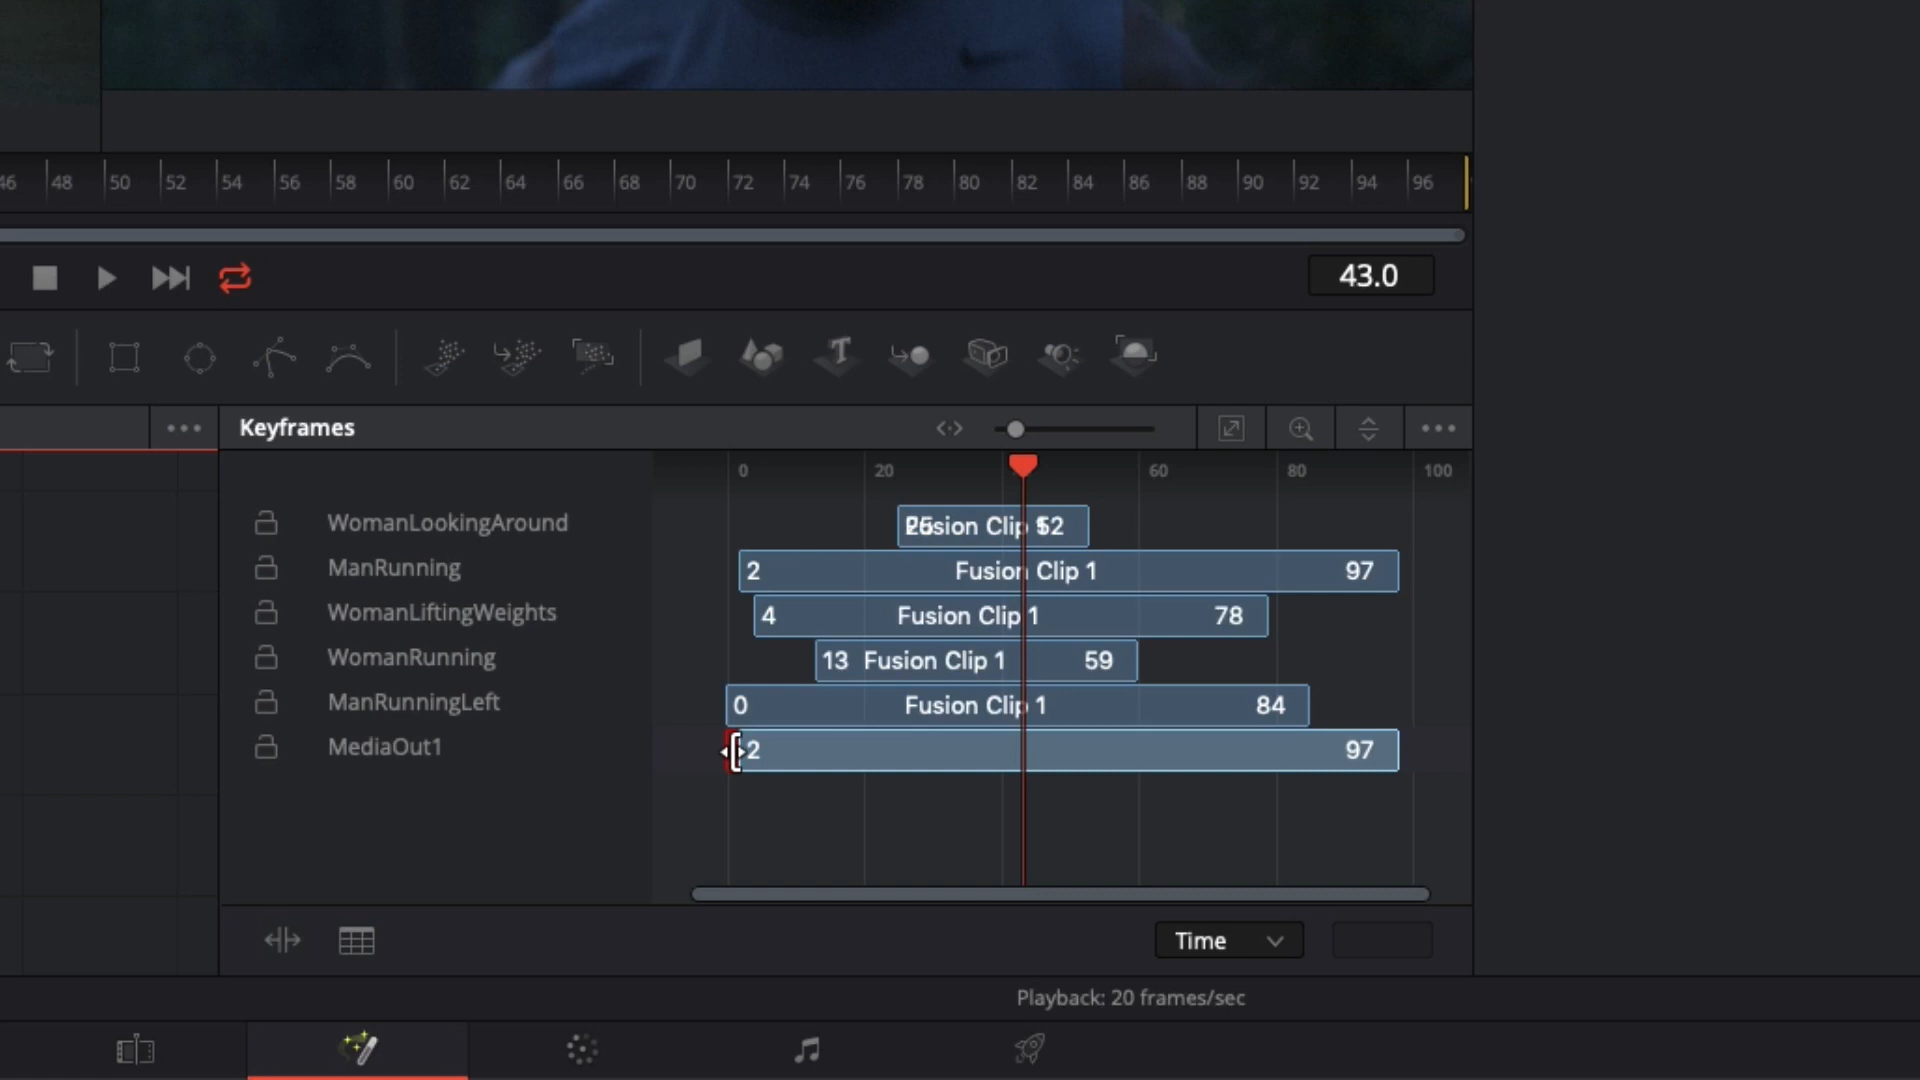 46 48 50 52 54 56 58 60 62 64 66 68 70 72 74 76 78 80 82 84 86 88 90 92 94 96
43.0
Keyframes
0 20 60 80 100
WomanLookingAround 25 Fusion Clip 1 52
ManRunning 2 Fusion Clip 1 97
WomanLiftingWeights 4 Fusion Clip 1 78
WomanRunning 13 Fusion Clip 1 59
ManRunningLeft 0 Fusion Clip 1 84
MediaOut1 2 97
Time
Playback: 20 frames/sec